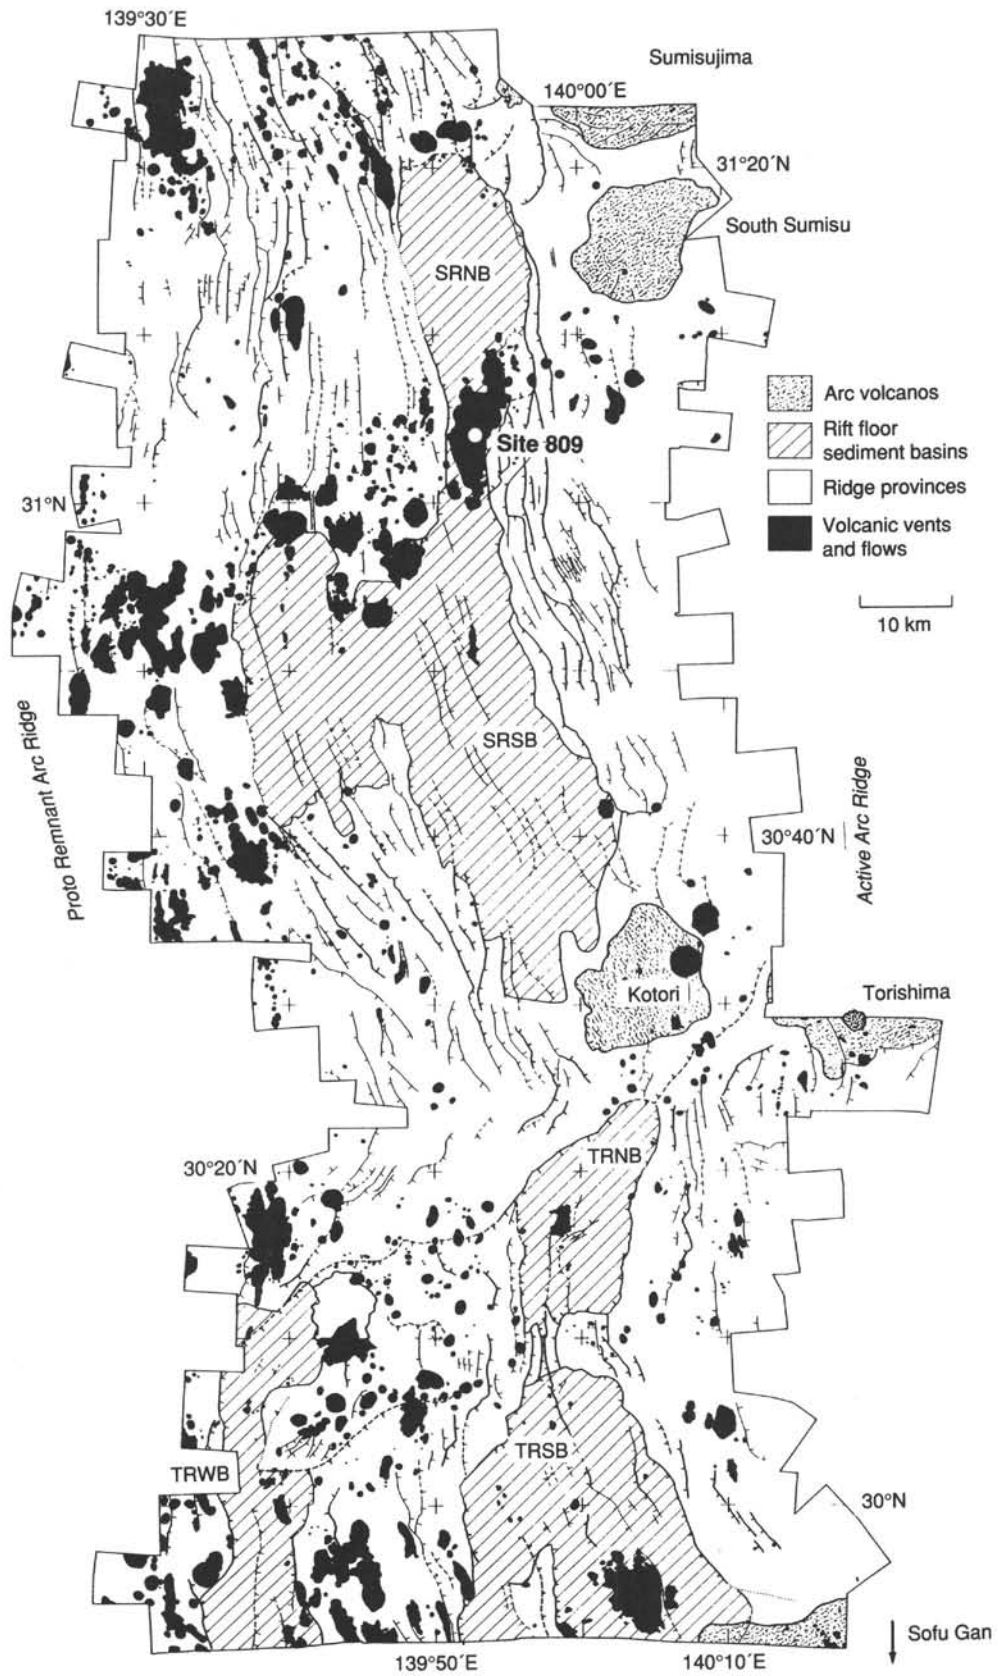 139°30´E
Sumisujima
140°00´E
31°20´N
South Sumisu
SRNB
Arc volcanos
Rift floor
sediment basins
Site 809
Ridge provinces
31°N
Volcanic vents
and flows
10 km
Proto Remnant Arc Ridge
SRSB
Active Arc Ridge
30°40´N
Kotori
Torishima
TRNB
30°20´N
TRSB
TRWB
30°N
Sofu Gan
139°50´E
140°10´E